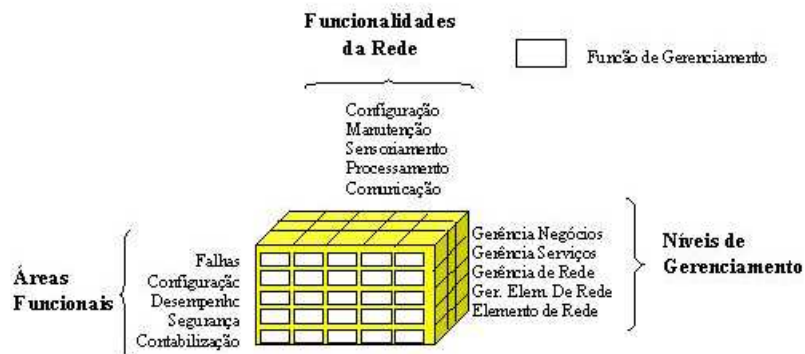 Funcionalidades
da Rede
Funcão de Gerenciamento
Configuração
Manutenção
Sensoriamento
Processamento
Comunicação
Áreas
Funcionais
Falhas
Configuraçãc
Desempenhc
Segurança
Contabilização
Gerência Negócios
Gerência Serviços
Gerência de Rede
Ger. Elem. De Rede
Elemento de Rede
Níveis de
Gerenciamento